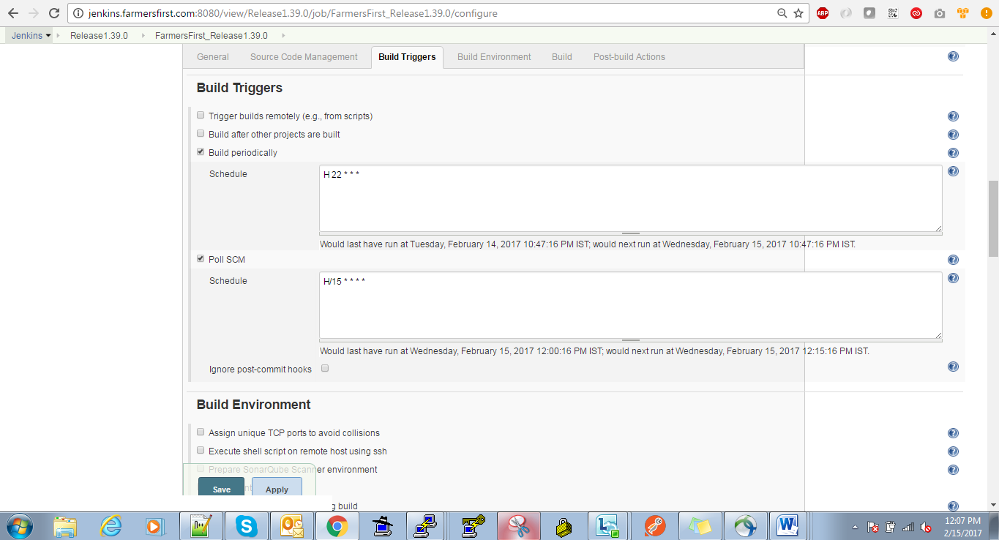 jenkins.farmersfirst.com:8080/view/Release1.39.0/job/FarmersFirst_Release1.39.0/configure
ABP
Jenkins Release1.39.0 FarmersFirst_Release1.39.0
General Source Code Management Build Triggers Build Environment Build Post-build Actions
Build Triggers
Trigger builds remotely (e.g., from scripts)
Build after other projects are built
Build periodically
Schedule
H 22 * * *
Would last have run at Tuesday, February 14, 2017 10:47:16 PM IST; would next run at Wednesday, February 15, 2017 10:47:16 PM IST.
Poll SCM
Schedule
H/15 * * * *
Would last have run at Wednesday, February 15, 2017 12:00:16 PM IST; would next run at Wednesday, February 15, 2017 12:15:16 PM IST.
Ignore post-commit hooks
Build Environment
Assign unique TCP ports to avoid collisions
Execute shell script on remote host using ssh
Prepare SonarQube Scanner environment
Save Apply
build
12:07 PM
2/15/2017